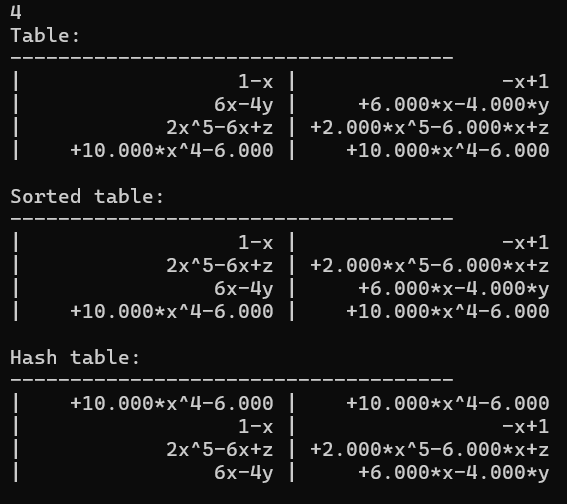 4
Table:
-------------------------------------
|                  1-x |                 -x+1
|                6x-4y |     +6.000*x-4.000*y
|            2x^5-6x+z | +2.000*x^5-6.000*x+z
|    +10.000*x^4-6.000 |    +10.000*x^4-6.000
Sorted table:
-------------------------------------
|                  1-x |                 -x+1
|            2x^5-6x+z | +2.000*x^5-6.000*x+z
|                6x-4y |     +6.000*x-4.000*y
|    +10.000*x^4-6.000 |    +10.000*x^4-6.000
Hash table:
-------------------------------------
|    +10.000*x^4-6.000 |    +10.000*x^4-6.000
|                  1-x |                 -x+1
|            2x^5-6x+z | +2.000*x^5-6.000*x+z
|                6x-4y |     +6.000*x-4.000*y